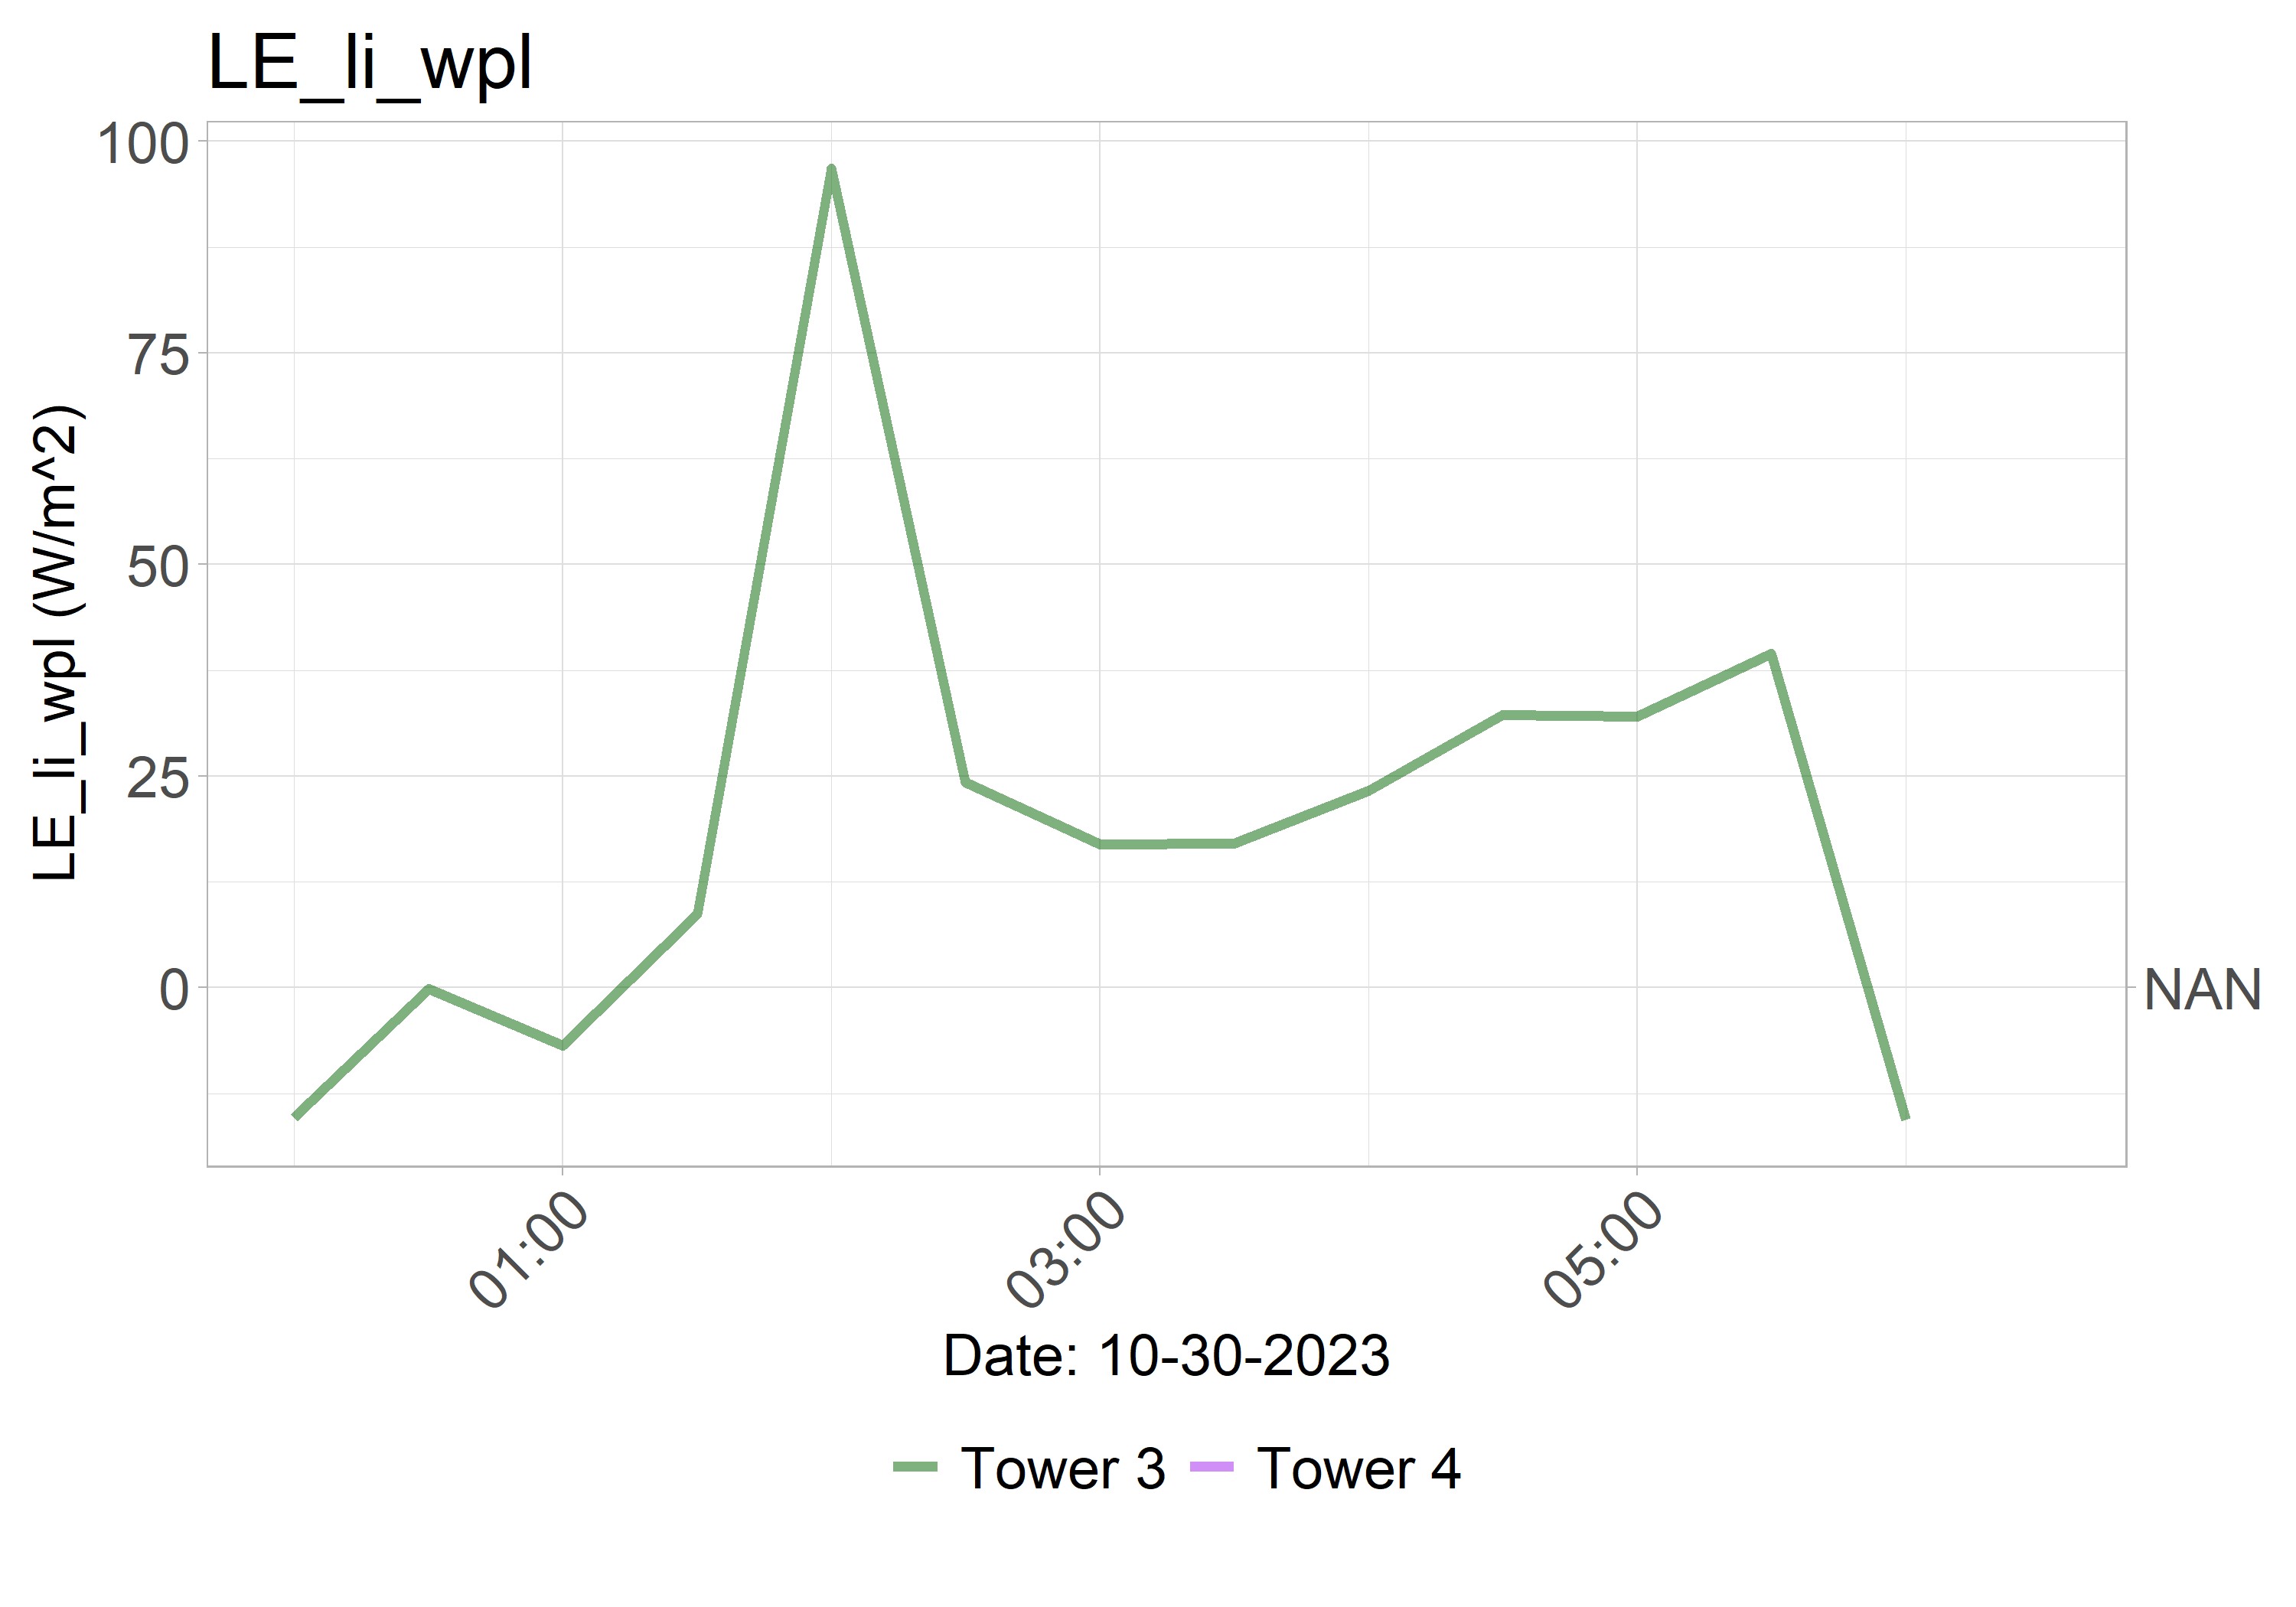 LE_li_wpl
LE_li_wpl (W/m^2)
100
75
50
25
0
NAN
01:00
03:00
05:00
Date: 10-30-2023
Tower 3
Tower 4